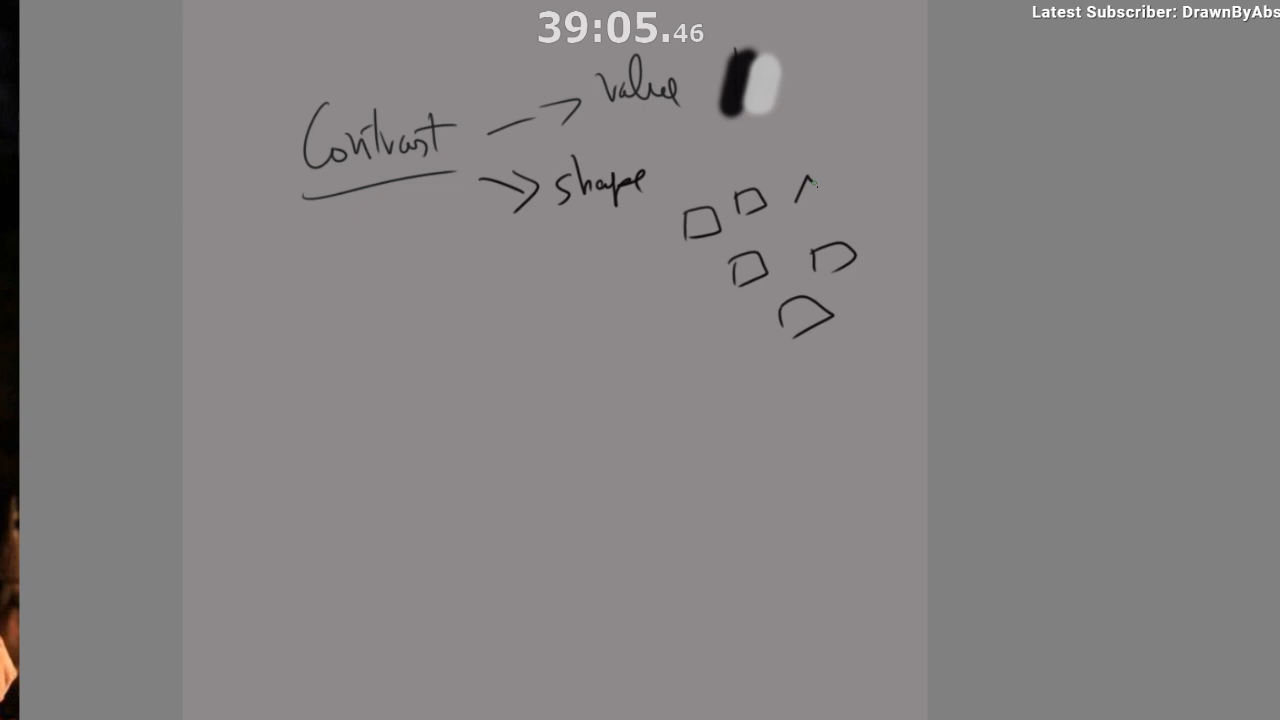 39:05.46
Latest Subscriber: DrawnByAbs
Contrast → value
→ shape